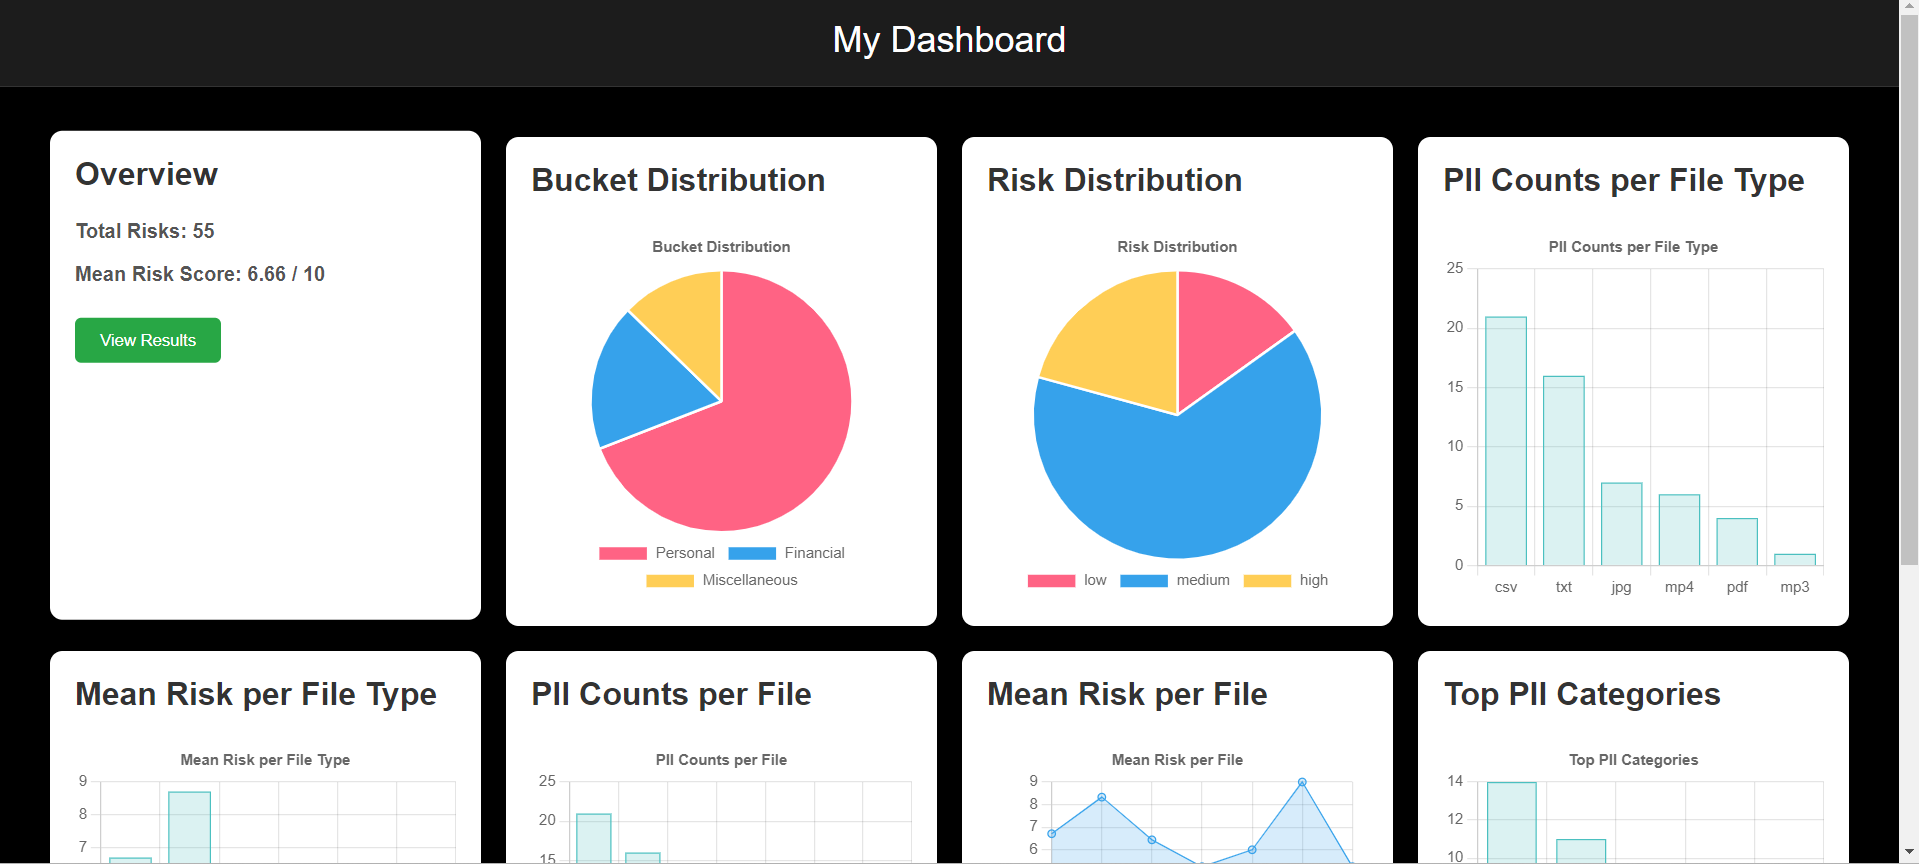 My Dashboard
Overview
Total Risks: 55
Mean Risk Score: 6.66 / 10
View Results
Bucket Distribution
Bucket Distribution
Personal
Financial
Miscellaneous
Risk Distribution
Risk Distribution
low
medium
high
PII Counts per File Type
PII Counts per File Type
25
20
15
10
5
0
csv
txt
jpg
mp4
pdf
mp3
Mean Risk per File Type
Mean Risk per File Type
9
8
7
PII Counts per File
PII Counts per File
25
20
15
Mean Risk per File
Mean Risk per File
9
8
7
6
Top PII Categories
Top PII Categories
14
12
10